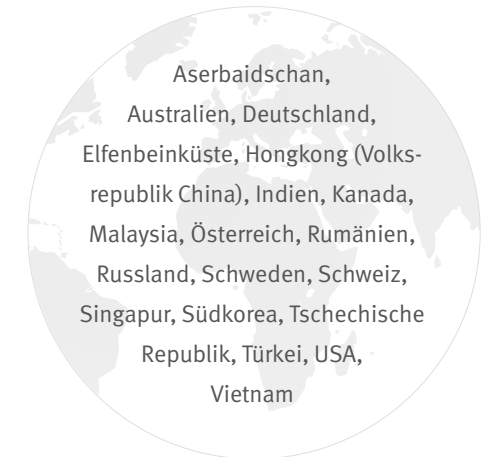 Aserbaidschan,
Australien, Deutschland,
Elfenbeinküste, Hongkong (Volks-
republik China), Indien, Kanada,
Malaysia, Österreich, Rumänien,
Russland, Schweden, Schweiz,
Singapur, Südkorea, Tschechische
Republik, Türkei, USA,
Vietnam